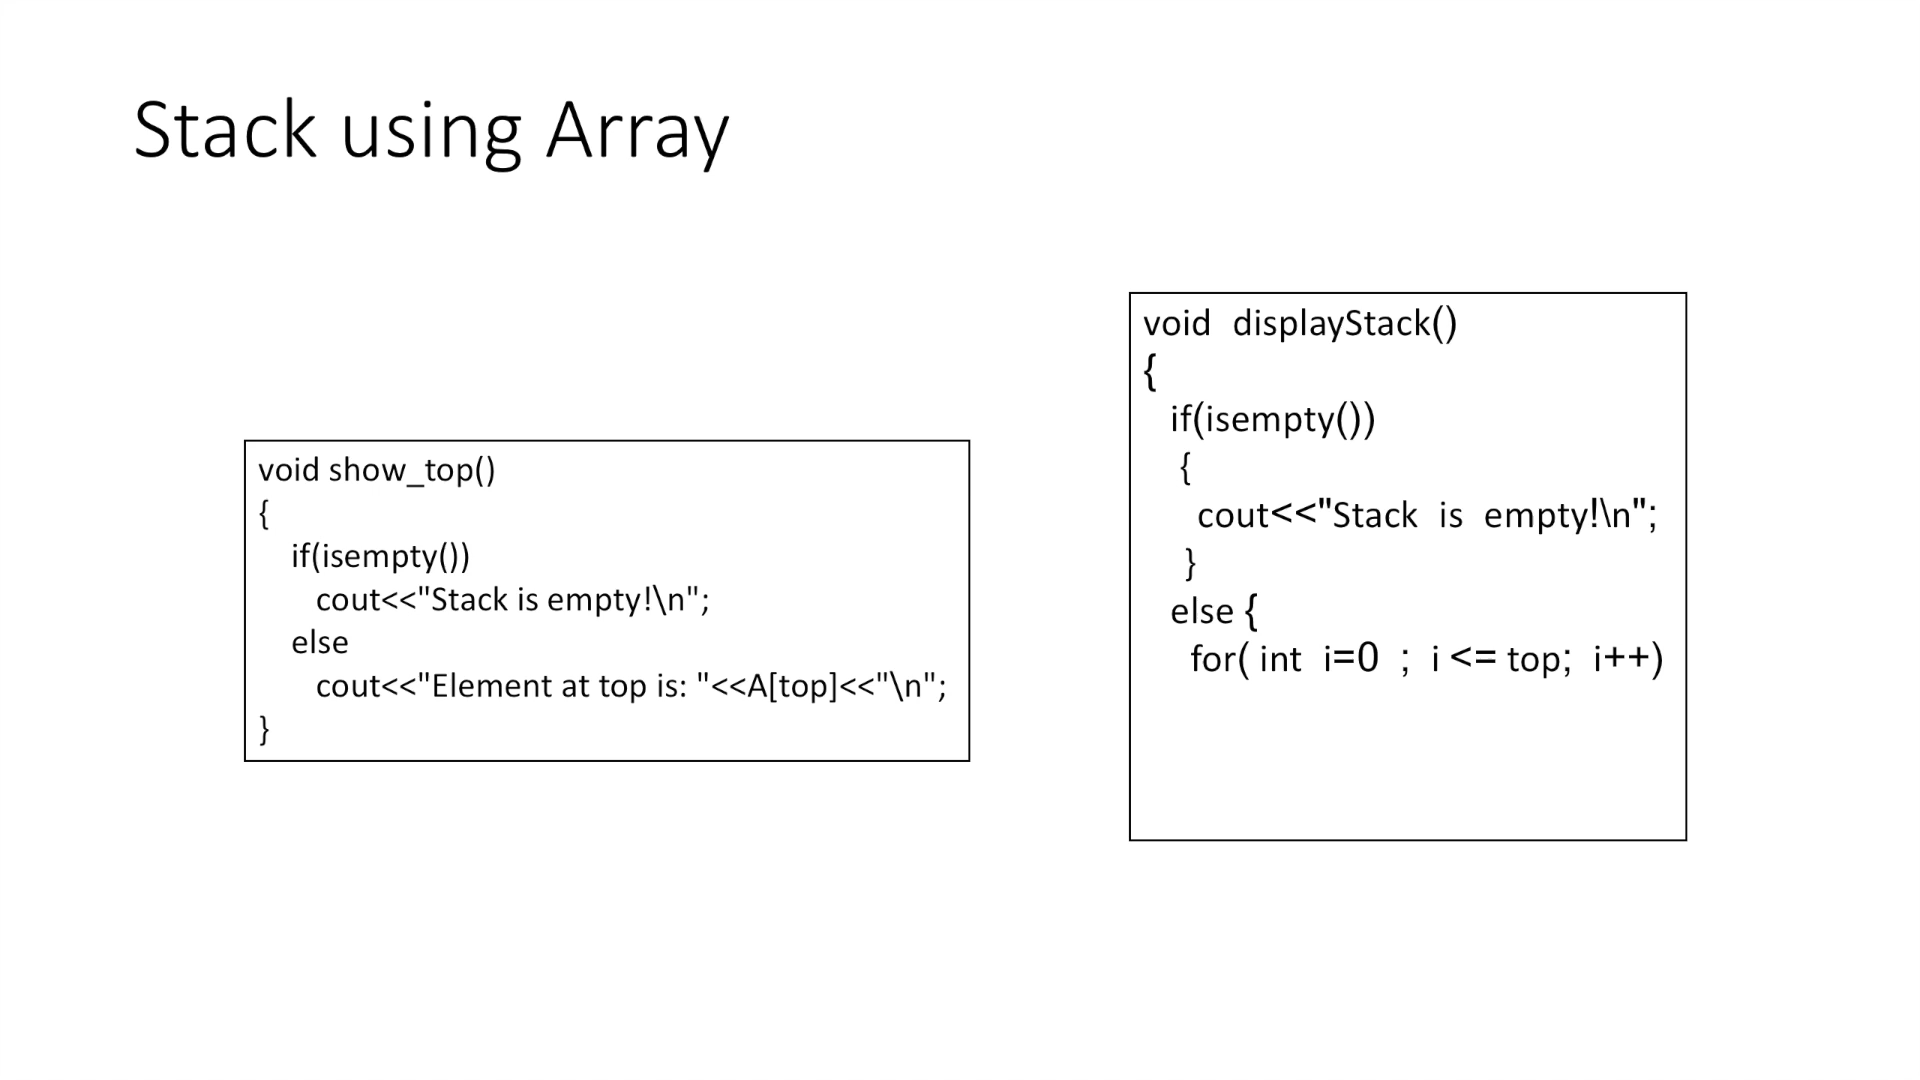 Stack using Array
void show_top()
{
if(isempty())
cout<<"Stack is empty!\n";
else
cout<<"Element at top is: "<<A[top]<<"\n";
}
void displayStack()
{
if(isempty())
{
cout<<"Stack is empty!\n";
}
else {
for( int i=0 ; i <= top; i++)